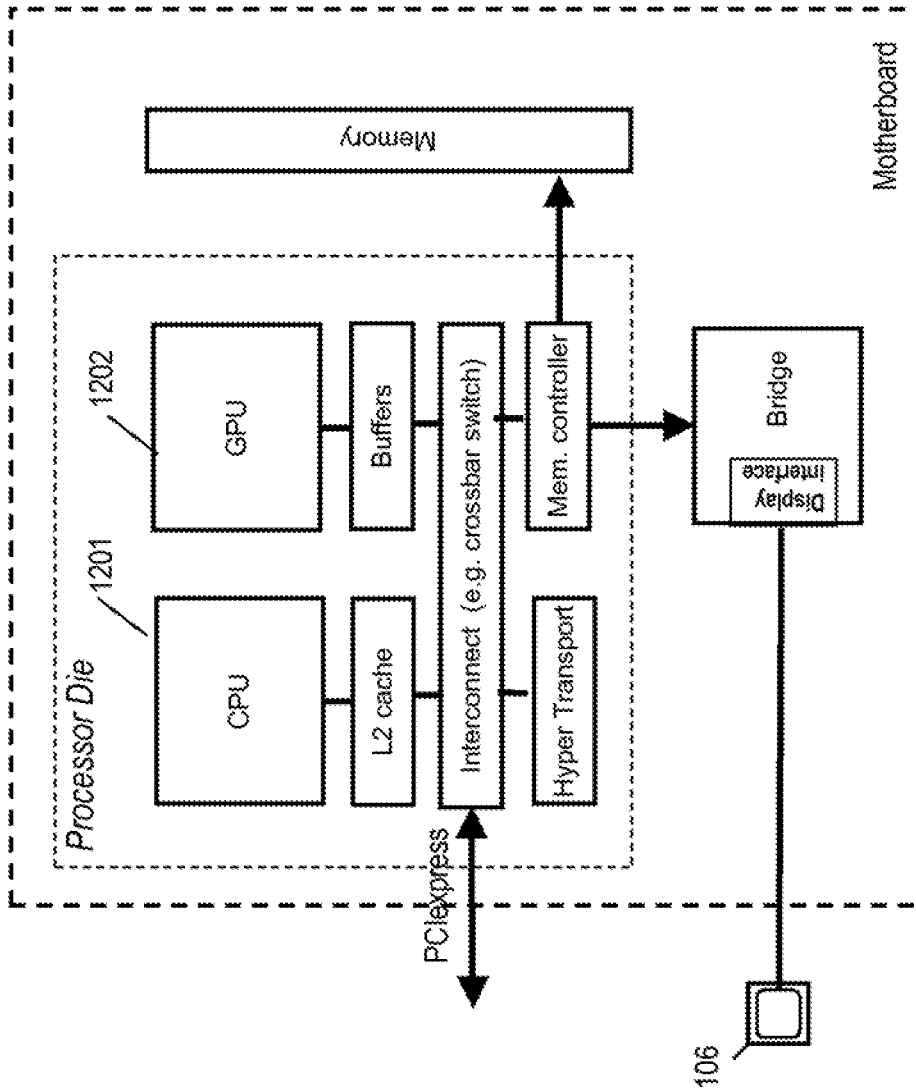 Motherboard
Processor Die
1201
1202
CPU
GPU
L2 cache
Buffers
Memory
PCIexpress
Interconnect (e.g. crossbar switch)
Hyper Transport
Mem. controller
Display
interface
Bridge
106